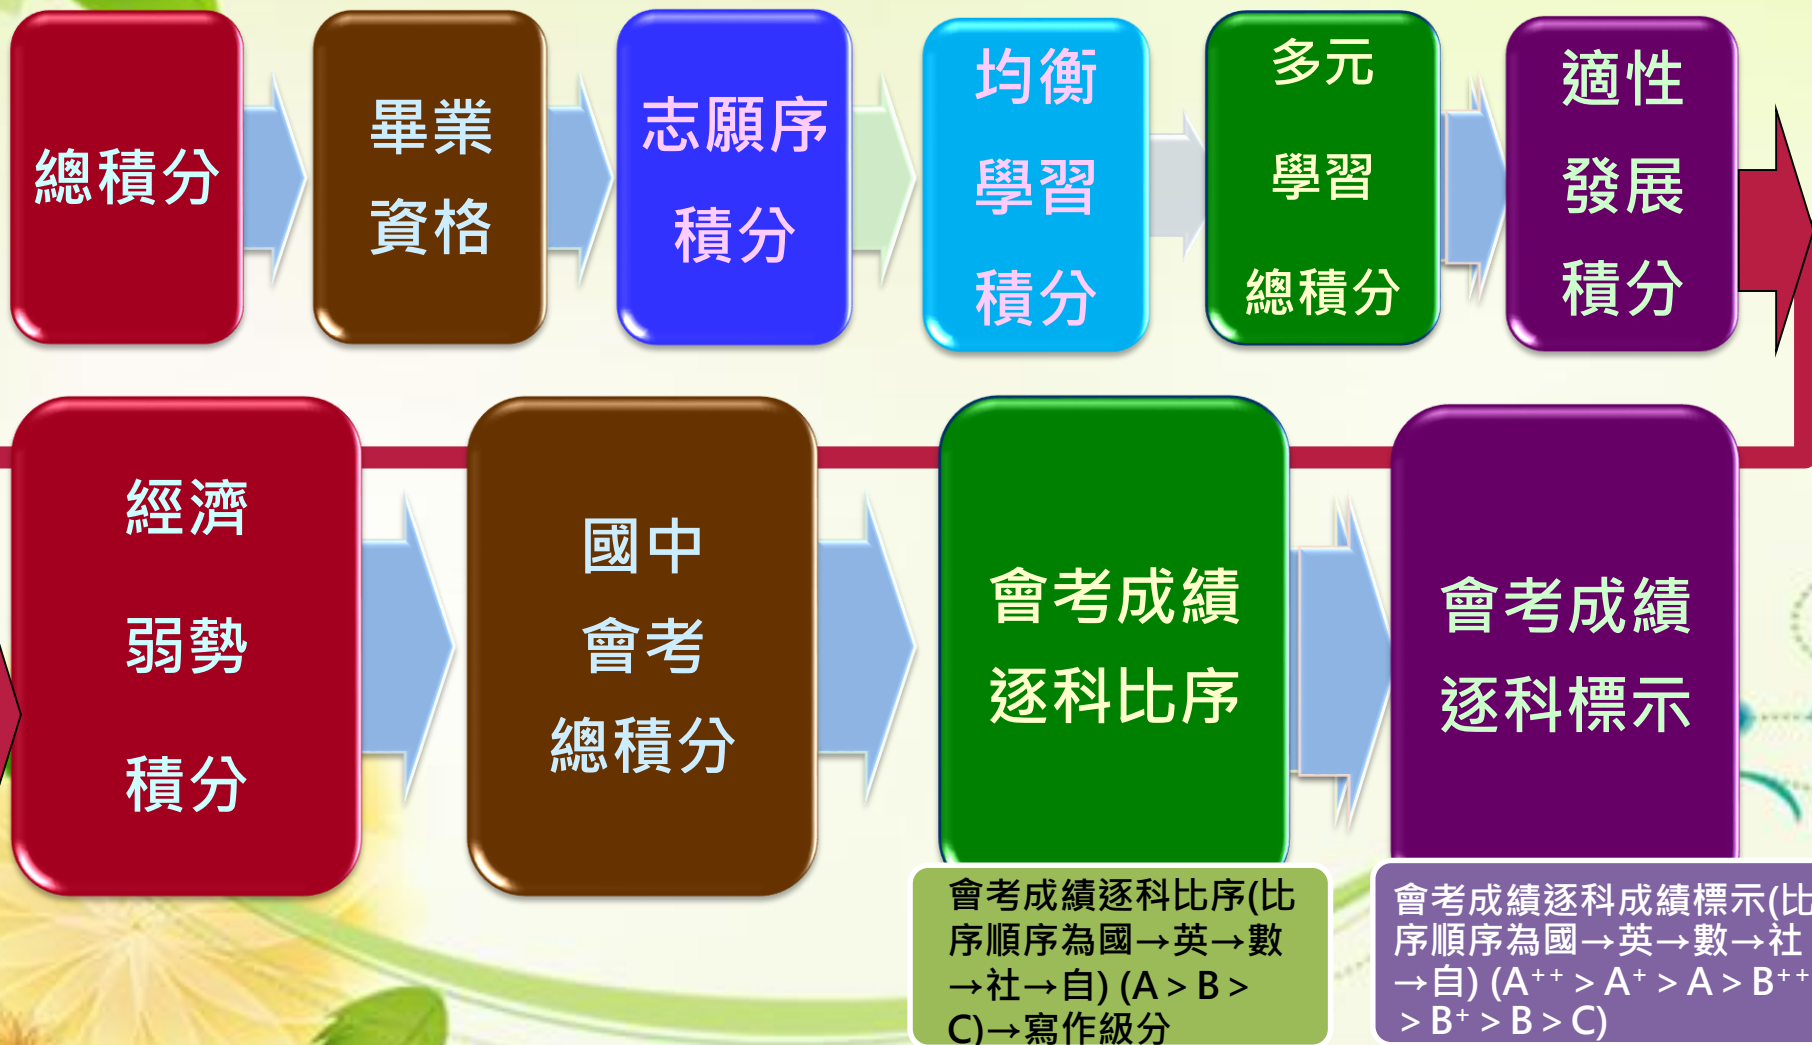 總積分
畢業
資格
志願序
積分
均衡
學習
積分
多元
學習
總積分
適性
發展
積分
經濟
弱勢
積分
國中
會考
總積分
會考成績
逐科比序
會考成績
逐科標示
會考成績逐科比序(比
序順序為國→英→數
→社→自) (A＞B＞
C)→寫作級分
會考成績逐科成績標示(比
序順序為國→英→數→社
→自) (A⁺⁺＞A⁺＞A＞B⁺⁺
＞B⁺＞B＞C)